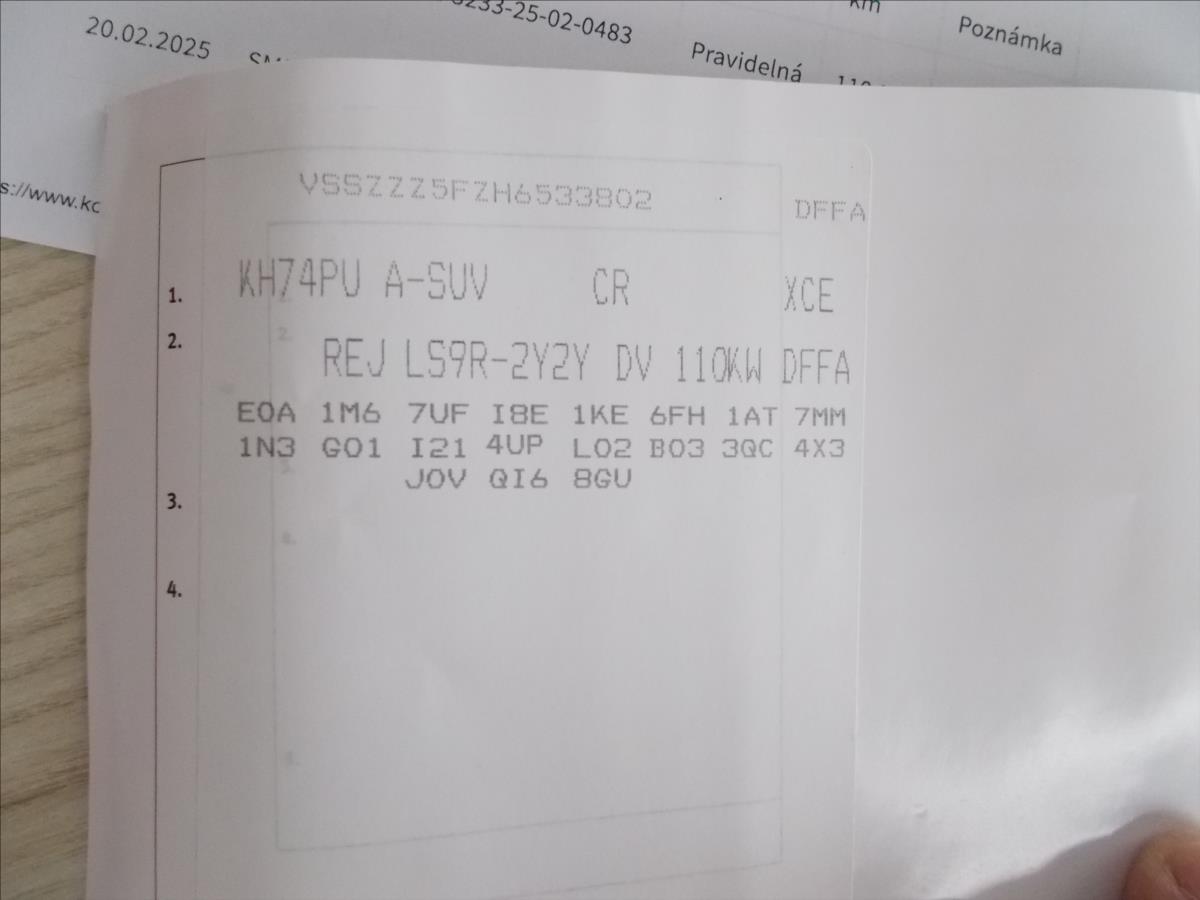 20.02.2025
3233-25-02-0483
Pravidelná
km
Poznámka
s://www.kc
VSSZZZ5FZH6533802 DFFA
1. KH74PU A-SUV CR XCE
2. REJ LS9R-2Y2Y DV 110KW DFFA
E0A 1M6 7UF I8E 1KE 6FH 1AT 7MM
1N3 G01 I21 4UP L02 B03 3QC 4X3
J0V QI6 8GU
3.
4.